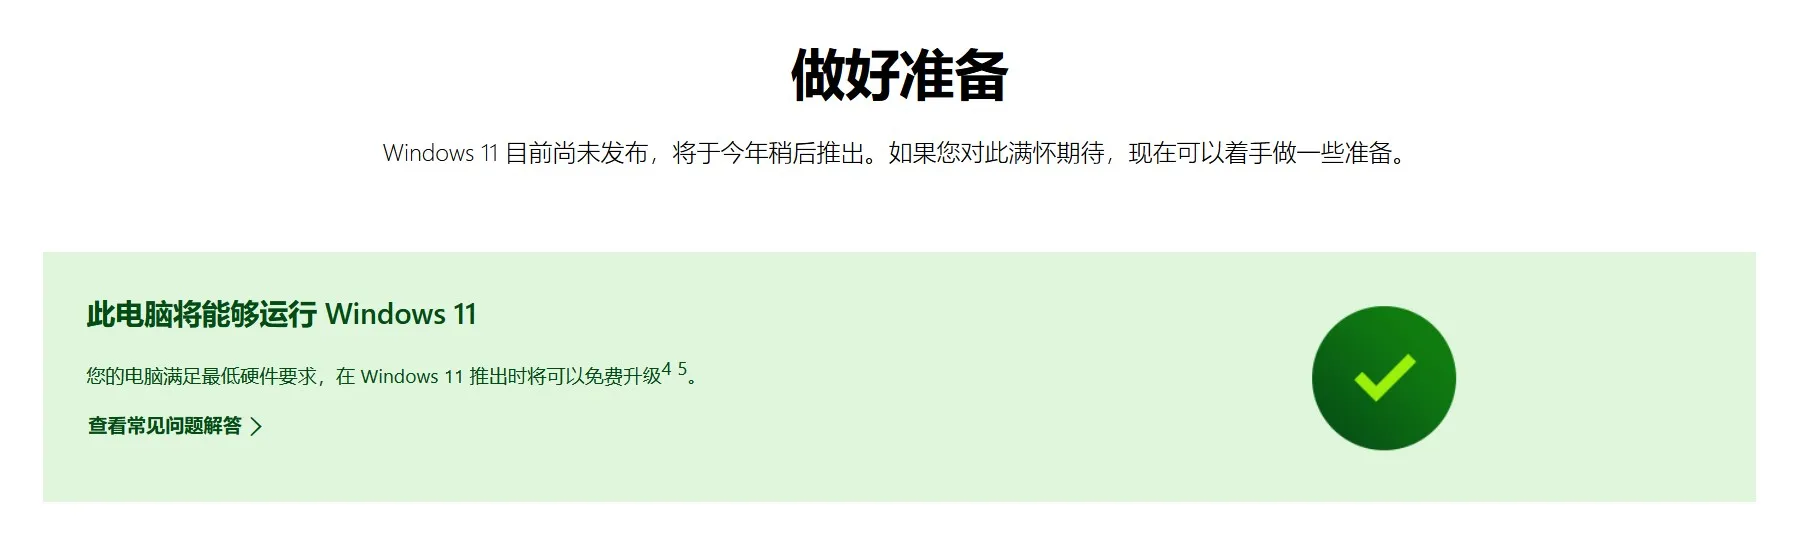 做好准备
Windows 11 目前尚未发布，将于今年稍后推出。如果您对此满怀期待，现在可以着手做一些准备。
此电脑将能够运行 Windows 11
您的电脑满足最低硬件要求，在 Windows 11 推出时将可以免费升级4 5。
查看常见问题解答